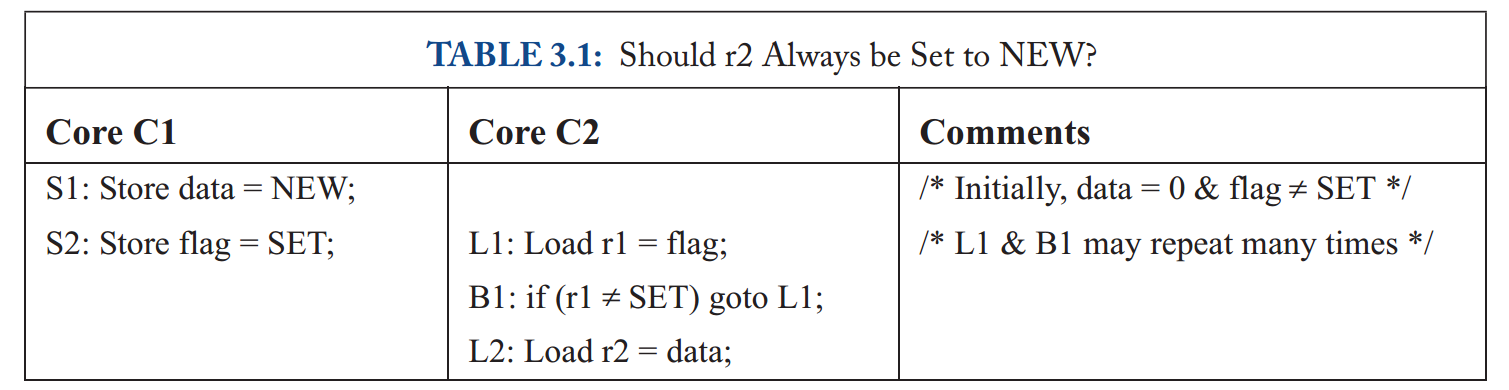 TABLE 3.1: Should r2 Always be Set to NEW?
Core C1 Core C2 Comments
S1: Store data = NEW; /* Initially, data = 0 & flag ≠ SET */
S2: Store flag = SET; L1: Load r1 = flag; /* L1 & B1 may repeat many times */
B1: if (r1 ≠ SET) goto L1;
L2: Load r2 = data;